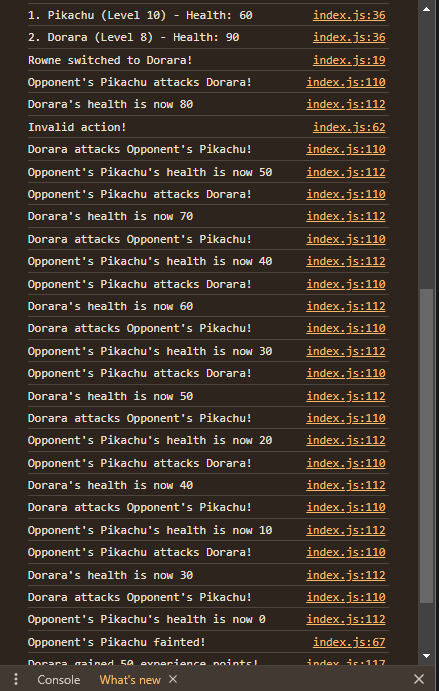 1. Pikachu (Level 10) - Health: 60 index.js:36
2. Dorara (Level 8) - Health: 90 index.js:36
Rowne switched to Dorara! index.js:19
Opponent's Pikachu attacks Dorara! index.js:110
Dorara's health is now 80 index.js:112
Invalid action! index.js:62
Dorara attacks Opponent's Pikachu! index.js:110
Opponent's Pikachu's health is now 50 index.js:112
Opponent's Pikachu attacks Dorara! index.js:110
Dorara's health is now 70 index.js:112
Dorara attacks Opponent's Pikachu! index.js:110
Opponent's Pikachu's health is now 40 index.js:112
Opponent's Pikachu attacks Dorara! index.js:110
Dorara's health is now 60 index.js:112
Dorara attacks Opponent's Pikachu! index.js:110
Opponent's Pikachu's health is now 30 index.js:112
Opponent's Pikachu attacks Dorara! index.js:110
Dorara's health is now 50 index.js:112
Dorara attacks Opponent's Pikachu! index.js:110
Opponent's Pikachu's health is now 20 index.js:112
Opponent's Pikachu attacks Dorara! index.js:110
Dorara's health is now 40 index.js:112
Dorara attacks Opponent's Pikachu! index.js:110
Opponent's Pikachu's health is now 10 index.js:112
Opponent's Pikachu attacks Dorara! index.js:110
Dorara's health is now 30 index.js:112
Dorara attacks Opponent's Pikachu! index.js:110
Opponent's Pikachu's health is now 0 index.js:112
Opponent's Pikachu fainted! index.js:67
Dorara gained 50 experience points! index.js:117
Console What's new